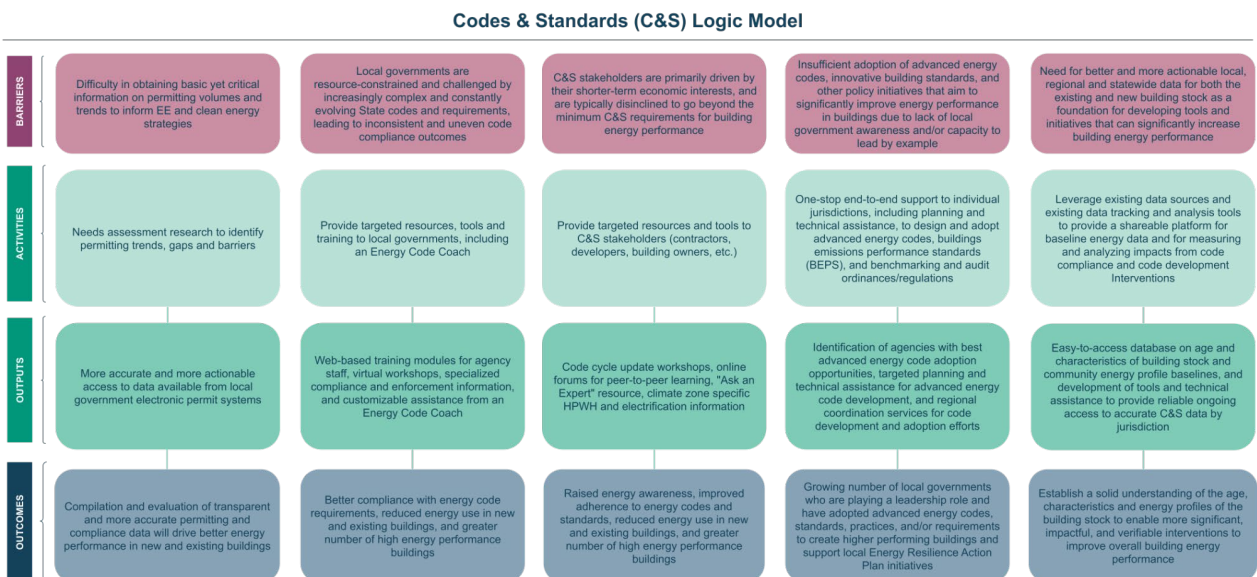 Codes & Standards (C&S) Logic Model
BARRIERS
Difficulty in obtaining basic yet critical
information on permitting volumes and
trends to inform EE and clean energy
strategies
Local governments are
resource-constrained and challenged by
increasingly complex and constantly
evolving State codes and requirements,
leading to inconsistent and uneven code
compliance outcomes
C&S stakeholders are primarily driven by
their shorter-term economic interests, and
are typically disinclined to go beyond the
minimum C&S requirements for building
energy performance
Insufficient adoption of advanced energy
codes, innovative building standards, and
other policy initiatives that aim to
significantly improve energy performance
in buildings due to lack of local
government awareness and/or capacity to
lead by example
Need for better and more actionable local,
regional and statewide data for both the
existing and new building stock as a
foundation for developing tools and
initiatives that can significantly increase
building energy performance
ACTIVITIES
Needs assessment research to identify
permitting trends, gaps and barriers
Provide targeted resources, tools and
training to local governments, including
an Energy Code Coach
Provide targeted resources and tools to
C&S stakeholders (contractors,
developers, building owners, etc.)
One-stop end-to-end support to individual
jurisdictions, including planning and
technical assistance, to design and adopt
advanced energy codes, buildings
emissions performance standards
(BEPS), and benchmarking and audit
ordinances/regulations
Leverage existing data sources and
existing data tracking and analysis tools
to provide a shareable platform for
baseline energy data and for measuring
and analyzing impacts from code
compliance and code development
Interventions
OUTPUTS
More accurate and more actionable
access to data available from local
government electronic permit systems
Web-based training modules for agency
staff, virtual workshops, specialized
compliance and enforcement information,
and customizable assistance from an
Energy Code Coach
Code cycle update workshops, online
forums for peer-to-peer learning, "Ask an
Expert" resource, climate zone specific
HPWH and electrification information
Identification of agencies with best
advanced energy code adoption
opportunities, targeted planning and
technical assistance for advanced energy
code development, and regional
coordination services for code
development and adoption efforts
Easy-to-access database on age and
characteristics of building stock and
community energy profile baselines, and
development of tools and technical
assistance to provide reliable ongoing
access to accurate C&S data by
jurisdiction
OUTCOMES
Compilation and evaluation of transparent
and more accurate permitting and
compliance data will drive better energy
performance in new and existing buildings
Better compliance with energy code
requirements, reduced energy use in new
and existing buildings, and greater
number of high energy performance
buildings
Raised energy awareness, improved
adherence to energy codes and
standards, reduced energy use in new
and existing buildings, and greater
number of high energy performance
buildings
Growing number of local governments
who are playing a leadership role and
have adopted advanced energy codes,
standards, practices, and/or requirements
to create higher performing buildings and
support local Energy Resilience Action
Plan initiatives
Establish a solid understanding of the age,
characteristics and energy profiles of the
building stock to enable more significant,
impactful, and verifiable interventions to
improve overall building energy
performance